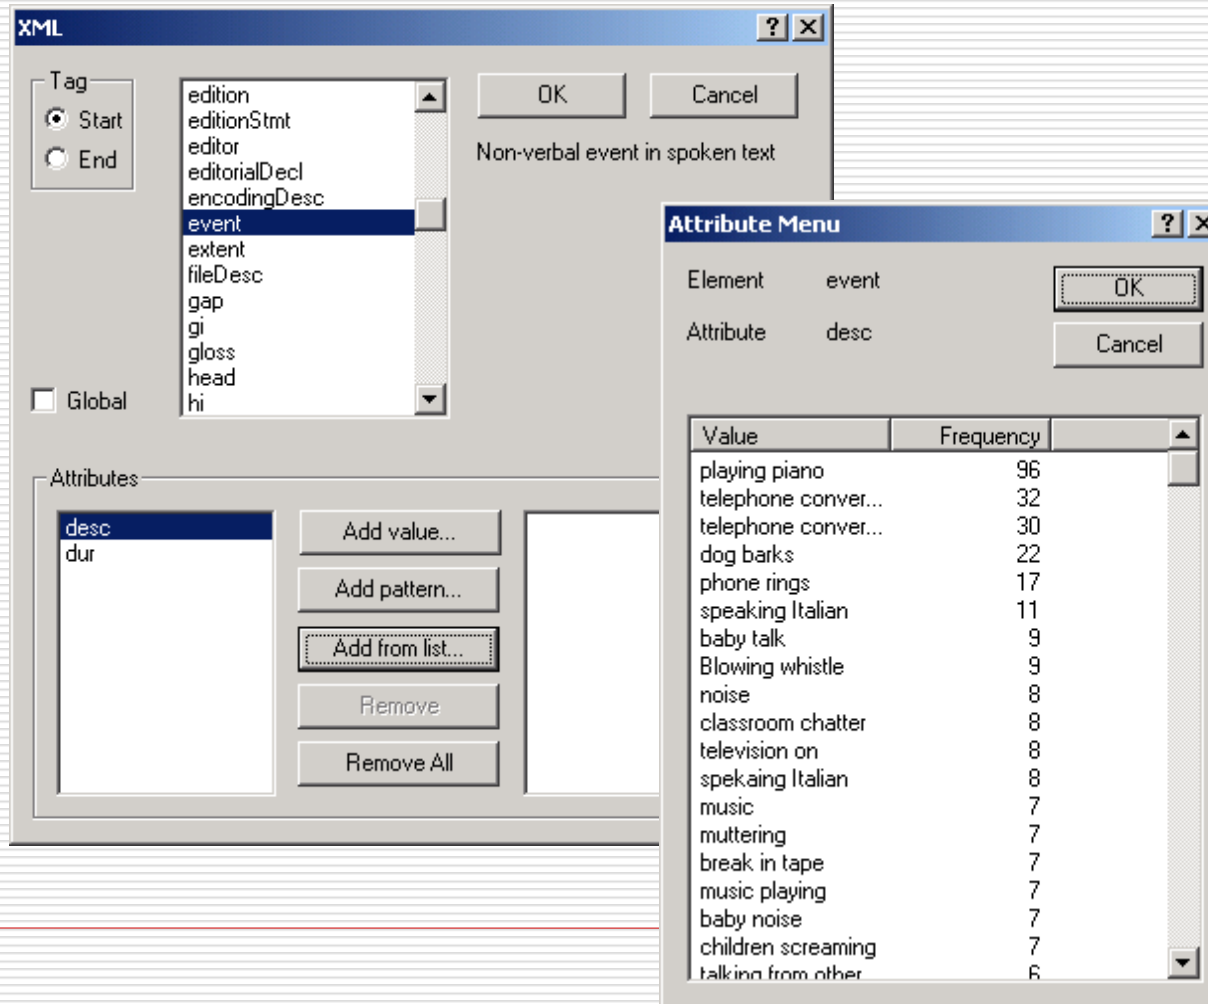 XML
Tag
Start
End
Global
edition
editionStmt
editor
editorialDecl
encodingDesc
event
extent
fileDesc
gap
gi
gloss
head
hi
OK
Cancel
Non-verbal event in spoken text
Attributes
desc
dur
Add value...
Add pattern...
Add from list...
Remove
Remove All
Attribute Menu
Element event
Attribute desc
OK
Cancel
Value Frequency
playing piano 96
telephone conver... 32
telephone conver... 30
dog barks 22
phone rings 17
speaking Italian 11
baby talk 9
Blowing whistle 9
noise 8
classroom chatter 8
television on 8
spekaing Italian 8
music 7
muttering 7
break in tape 7
music playing 7
baby noise 7
children screaming 7
talking from other 6